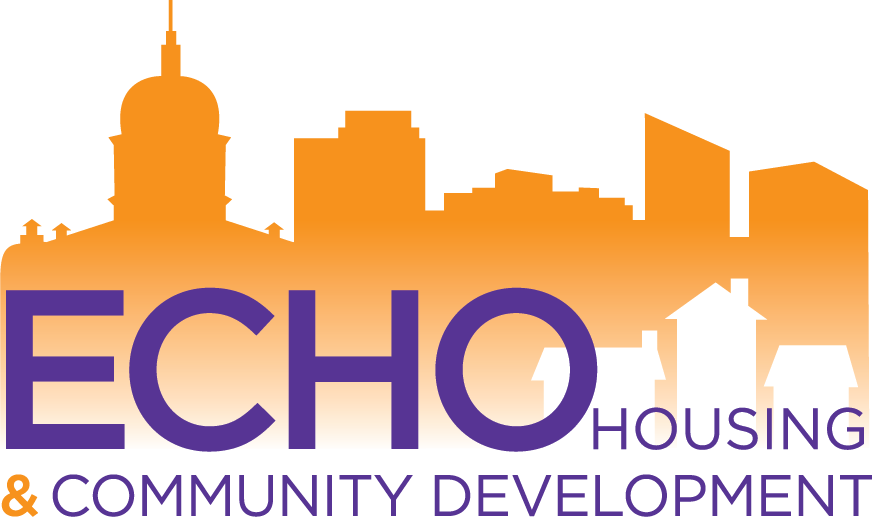 ECHO
HOUSING
& COMMUNITY DEVELOPMENT